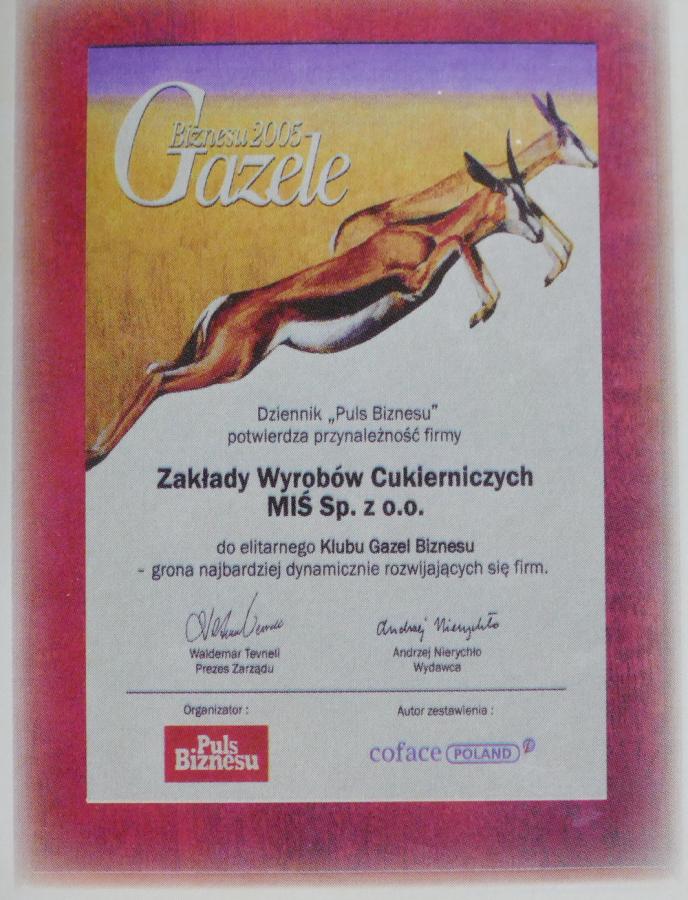 Biznesu 2005
Gazele
Dziennik „Puls Biznesu”
potwierdza przynależność firmy
Zakłady Wyrobów Cukierniczych
MIŚ Sp. z o.o.
do elitarnego Klubu Gazel Biznesu
- grona najbardziej dynamicznie rozwijających się firm.
Andrzej Nierychło
Waldemar Tevnell Andrzej Nierychło
Prezes Zarządu Wydawca
Organizator : Autor zestawienia :
Puls
Biznesu
coface POLAND